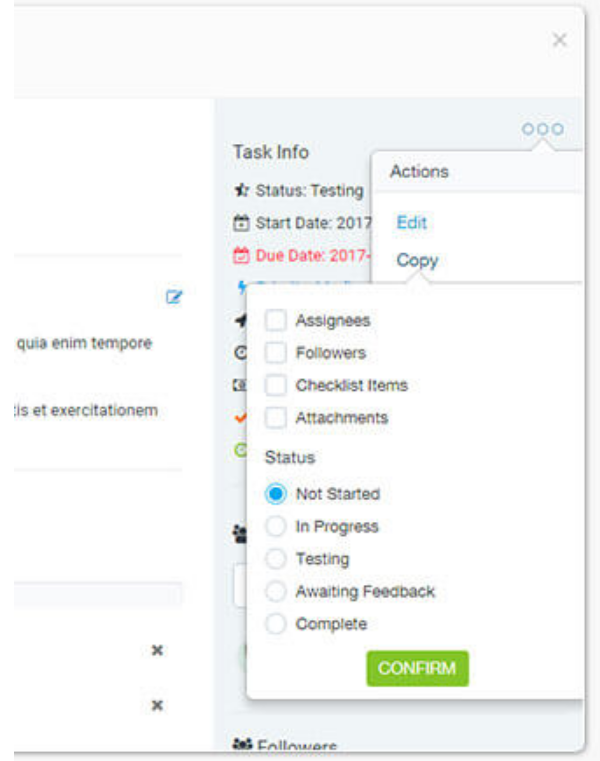 Task Info
Actions
Status: Testing
Start Date: 2017
Edit
Due Date: 2017-
Copy
quia enim tempore
is et exercitationem
Assignees
Followers
Checklist Items
Attachments
Status
Not Started
In Progress
Testing
Awaiting Feedback
Complete
CONFIRM
Followers